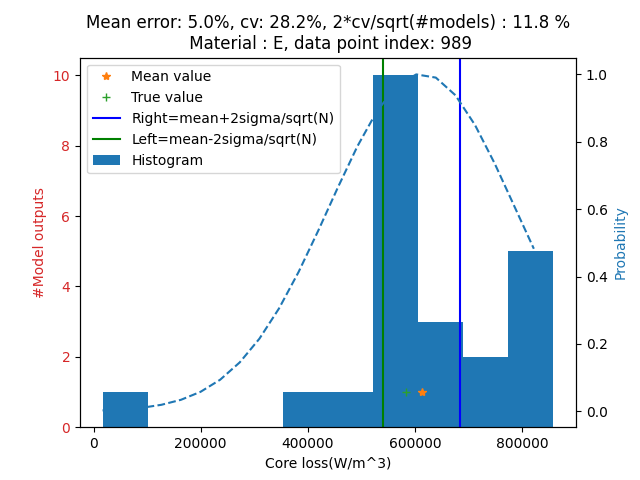 Mean error: 5.0%, cv: 28.2%, 2*cv/sqrt(#models) : 11.8 %
Material : E, data point index: 989
Mean value
True value
Right=mean+2sigma/sqrt(N)
Left=mean-2sigma/sqrt(N)
Histogram
#Model outputs
10
8
6
4
2
0
0
200000
400000
600000
800000
Core loss(W/m^3)
1.0
0.8
0.6
0.4
0.2
0.0
Probability